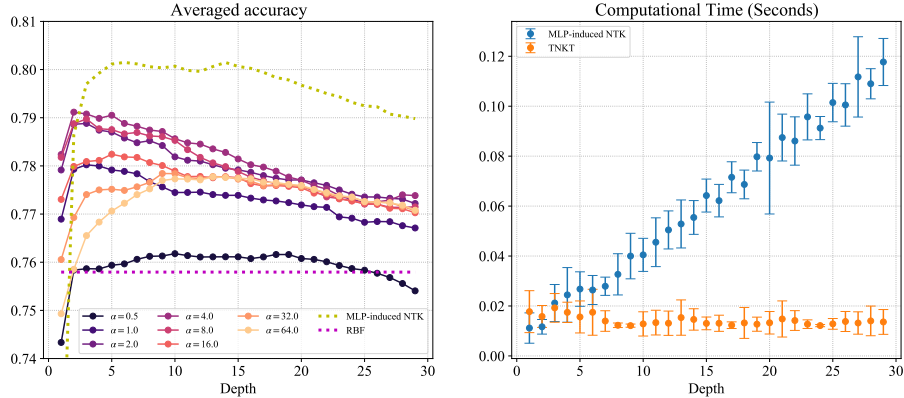 Averaged accuracy
0.81
0.80
0.79
0.78
0.77
0.76
0.75
0.74
α = 0.5
α = 1.0
α = 2.0
α = 4.0
α = 8.0
α = 16.0
α = 32.0
α = 64.0
MLP-induced NTK
RBF
0 5 10 15 20 25 30
Depth
Computational Time (Seconds)
MLP-induced NTK
TNKT
0.12
0.10
0.08
0.06
0.04
0.02
0.00
0 5 10 15 20 25 30
Depth